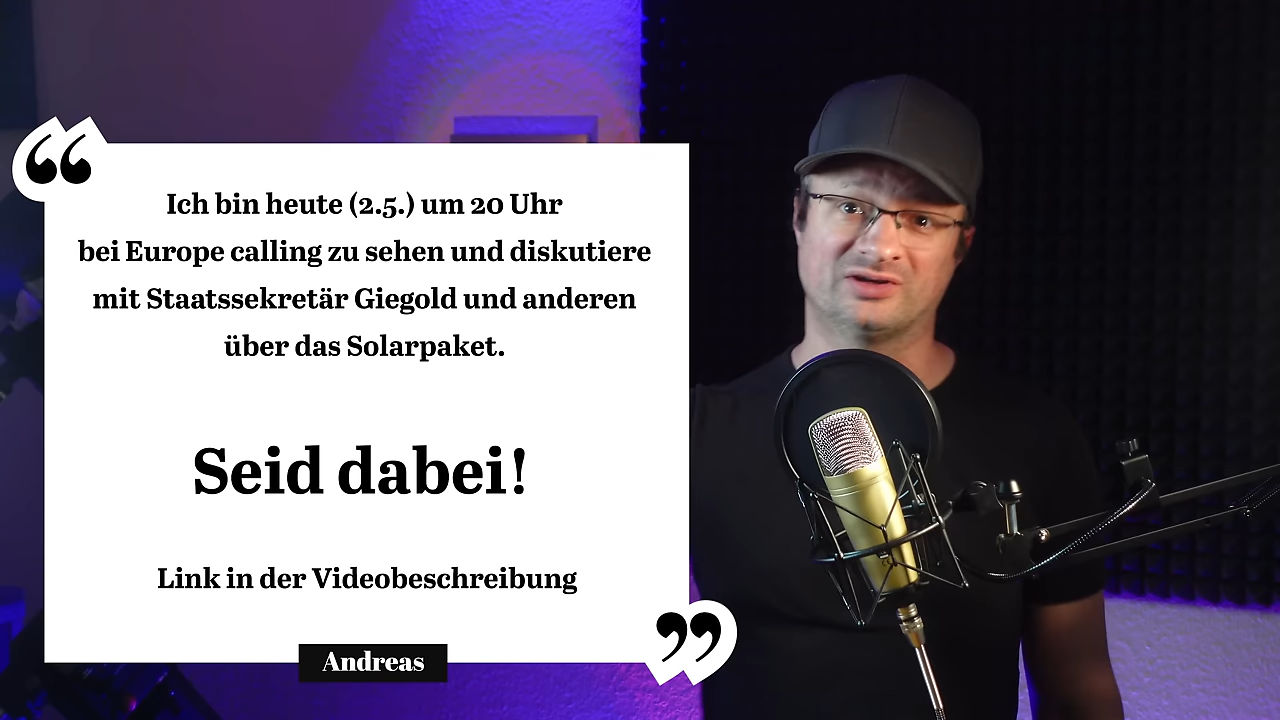 Ich bin heute (2.5.) um 20 Uhr
bei Europe calling zu sehen und diskutiere
mit Staatssekretär Giegold und anderen
über das Solarpaket.
Seid dabei!
Link in der Videobeschreibung
Andreas